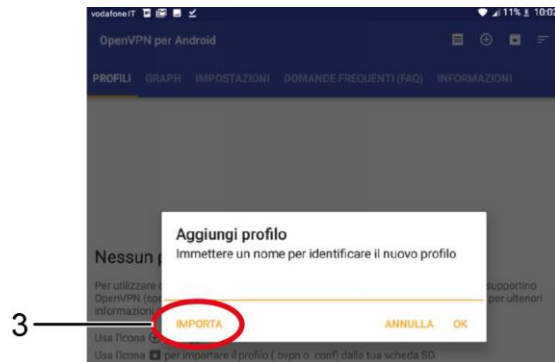 vodafone IT 11% 10:02
OpenVPN per Android
PROFILI GRAPH IMPOSTAZIONI DOMANDE FREQUENTI (FAQ) INFORMAZIONI
Aggiungi profilo
Nessun p
Immettere un nome per identificare il nuovo profilo
Per utilizzare supportino
OpenVPN per ulteriori
informazioni
3
IMPORTA ANNULLA OK
Usa l'icona
Usa l'icona per importare il profilo (.ovpn o .conf) dalla tua scheda SD.